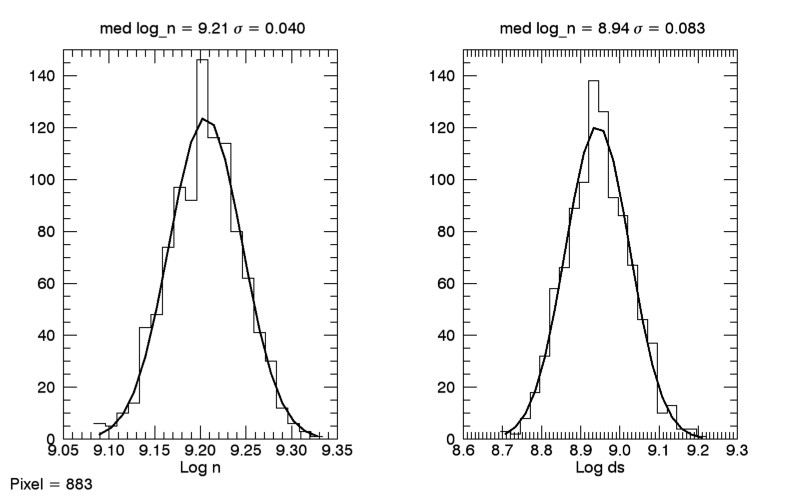 med log_n = 9.21 σ = 0.040
med log_n = 8.94 σ = 0.083
140
120
100
80
60
40
20
0
9.05 9.10 9.15 9.20 9.25 9.30 9.35
Log n
140
120
100
80
60
40
20
0
8.6 8.7 8.8 8.9 9.0 9.1 9.2 9.3
Log ds
Pixel = 883